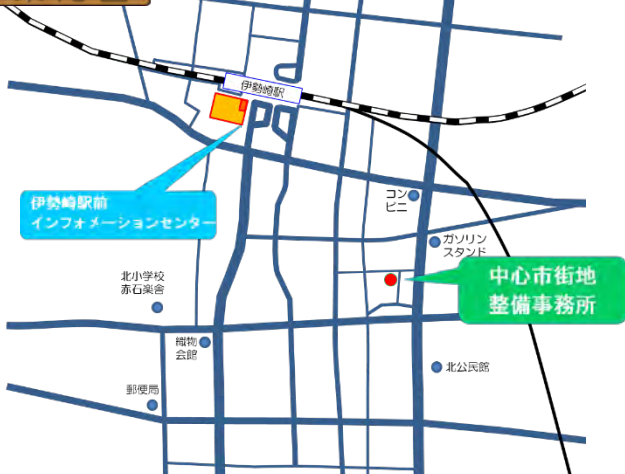 伊勢崎駅
伊勢崎駅前
インフォメーションセンター
コン
ビニ
ガソリン
スタンド
中心市街地
整備事務所
北小学校
赤石楽舎
織物
会館
北公民館
郵便局